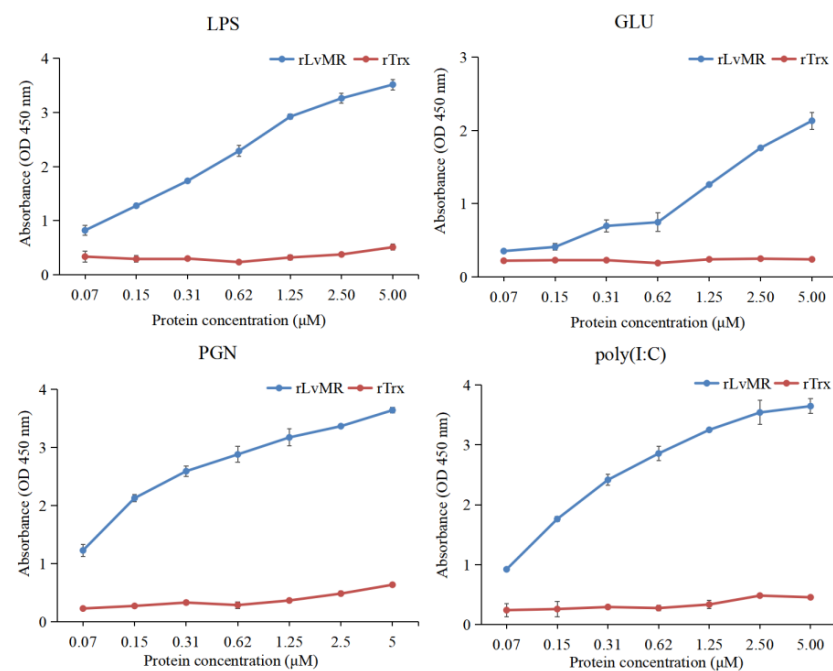 LPS
rLvMR rTrx
4
3
2
1
0
Absorbance (OD 450 nm)
0.07 0.15 0.31 0.62 1.25 2.50 5.00
Protein concentration (μM)
GLU
rLvMR rTrx
3
2
1
0
Absorbance (OD 450 nm)
0.07 0.15 0.31 0.62 1.25 2.50 5.00
Protein concentration (μM)
PGN
rLvMR rTrx
4
3
2
1
0
Absorbance (OD 450 nm)
0.07 0.15 0.31 0.62 1.25 2.5 5
Protein concentration (μM)
poly(I:C)
rLvMR rTrx
4
3
2
1
0
Absorbance (OD 450 nm)
0.07 0.15 0.31 0.62 1.25 2.50 5.00
Protein concentration (μM)